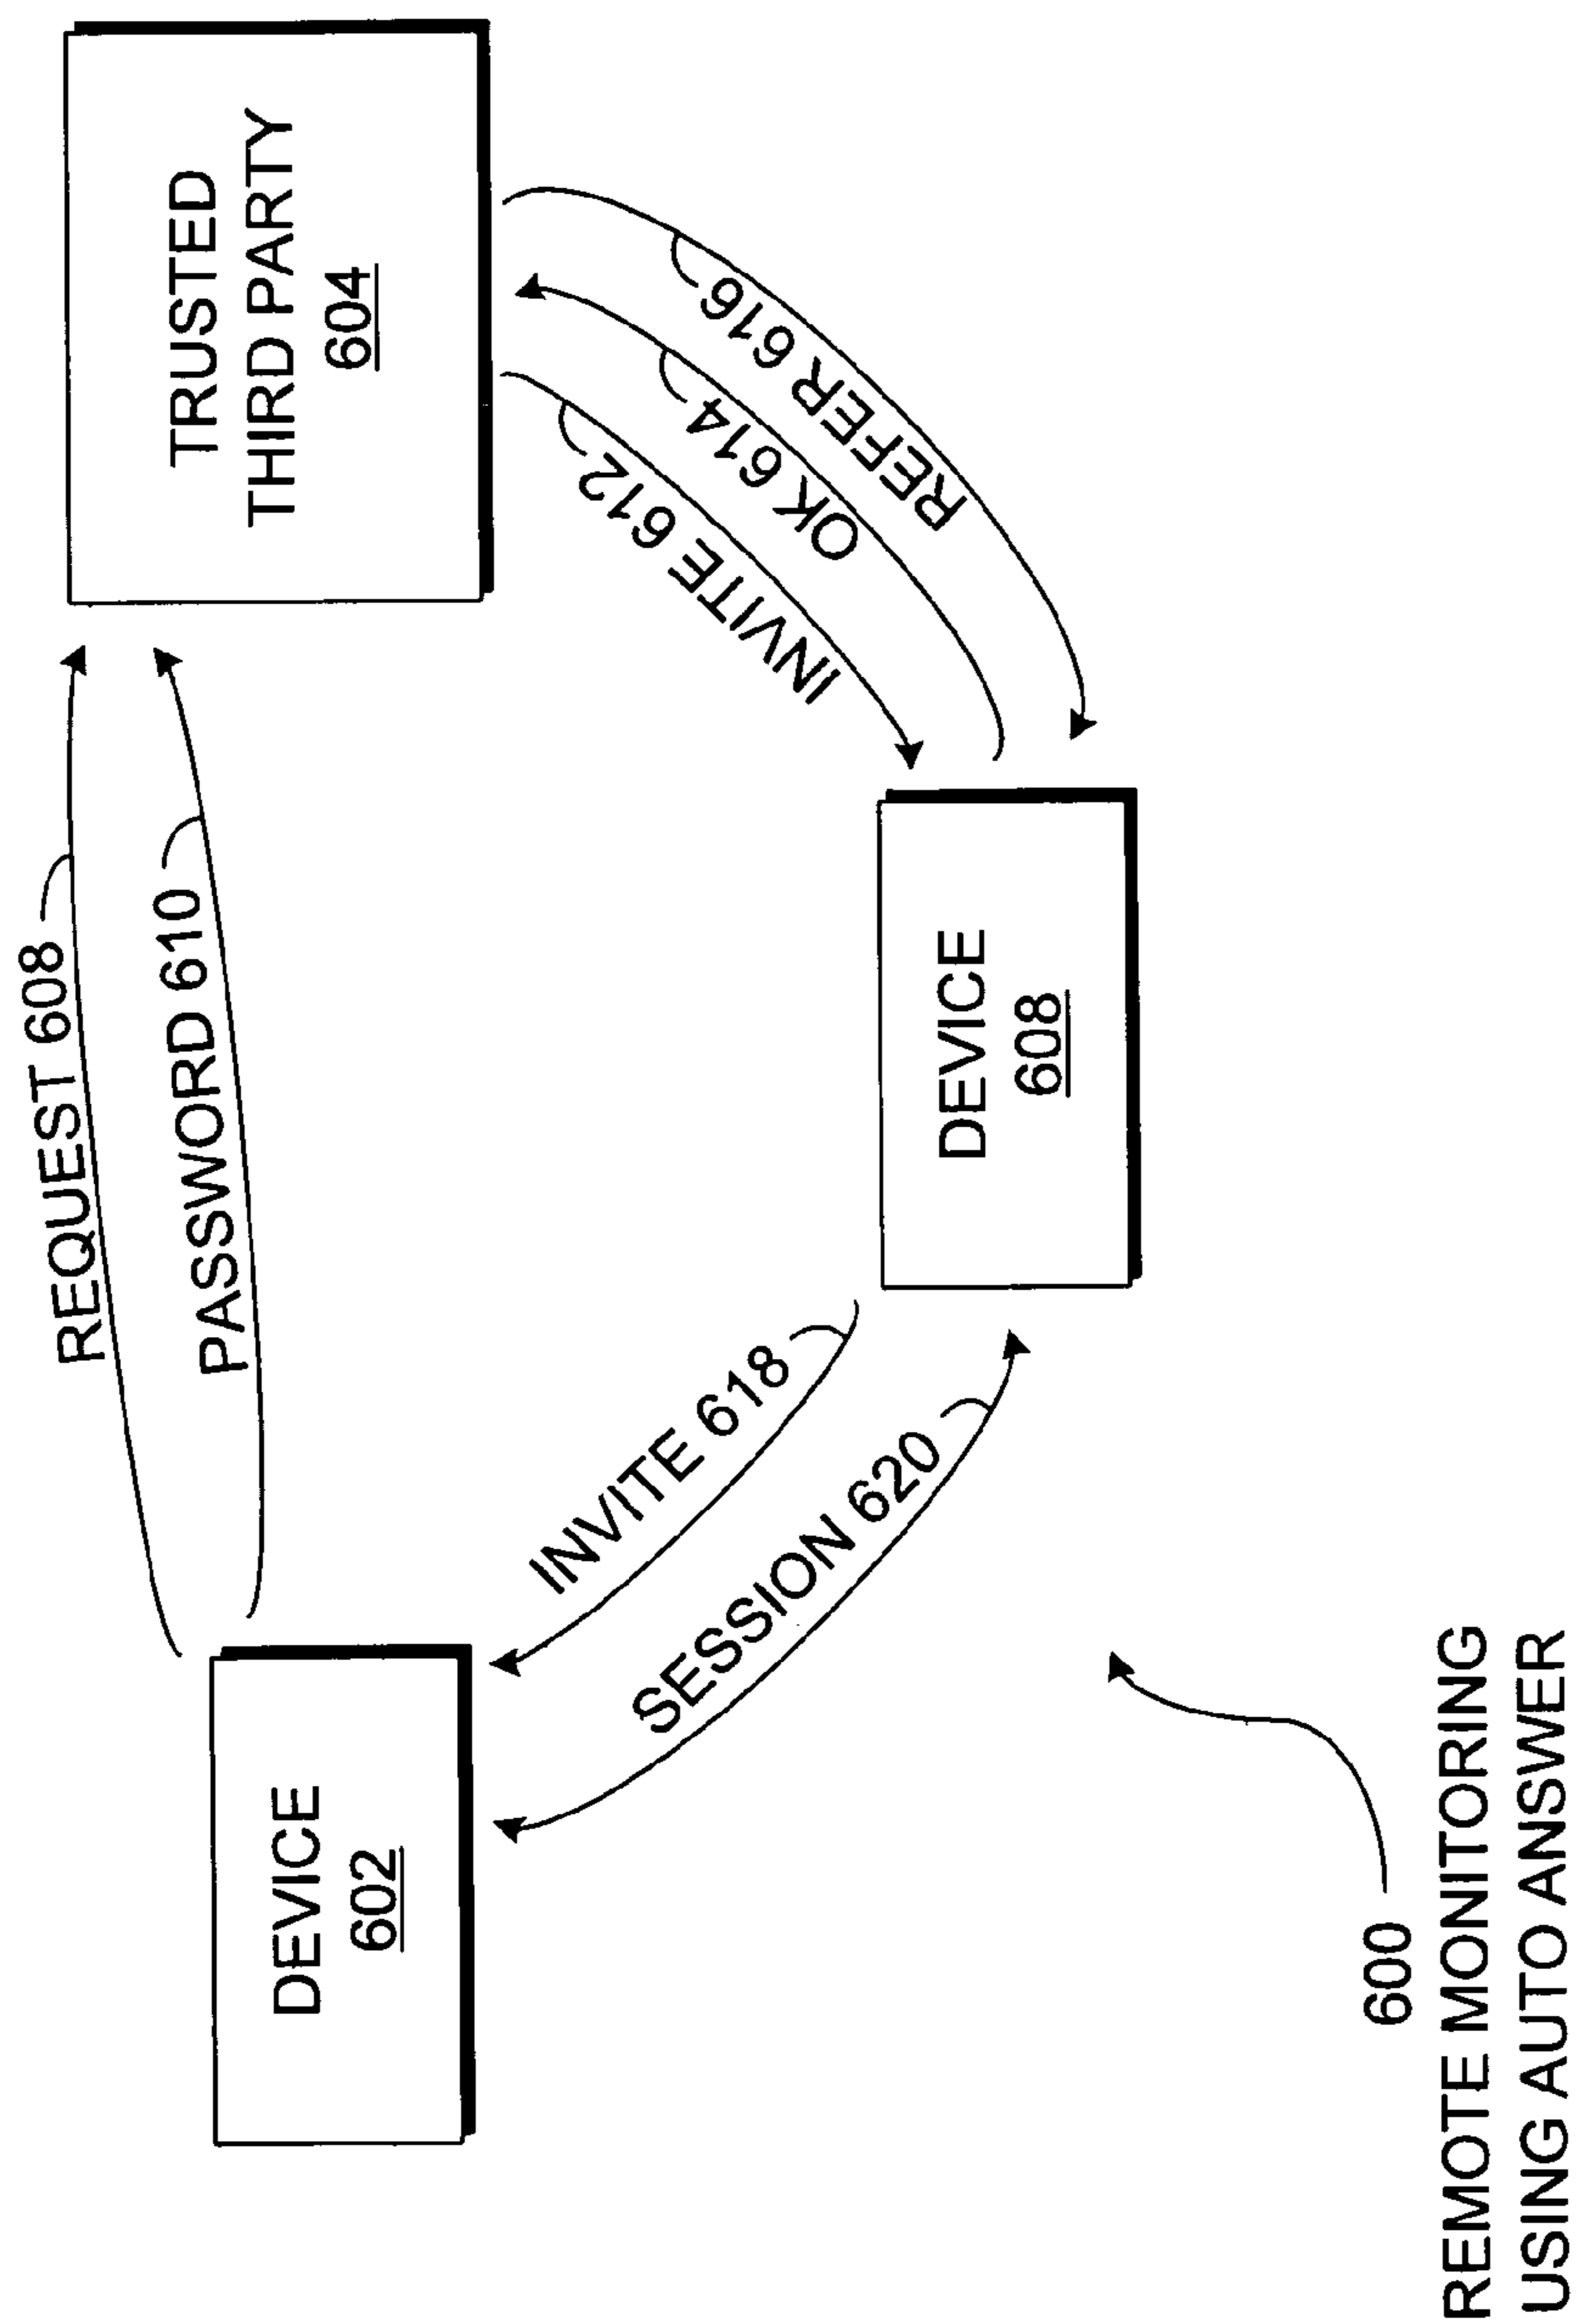 REQUEST 608
PASSWORD 610
TRUSTED
THIRD PARTY
604
DEVICE
602
INVITE 612
OK 614
REFER 616
INVITE 618
SESSION 620
DEVICE
608
600
REMOTE MONITORING
USING AUTO ANSWER